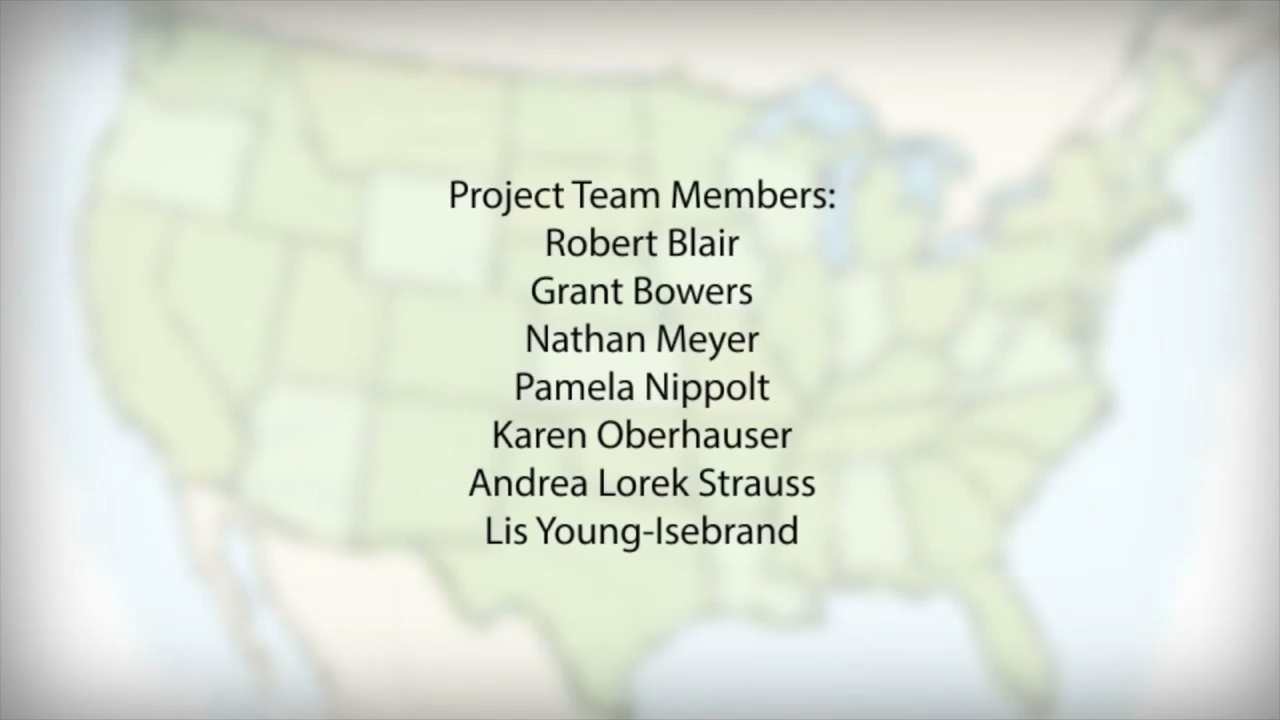 Project Team Members:
Robert Blair
Grant Bowers
Nathan Meyer
Pamela Nippolt
Karen Oberhauser
Andrea Lorek Strauss
Lis Young-Isebrand